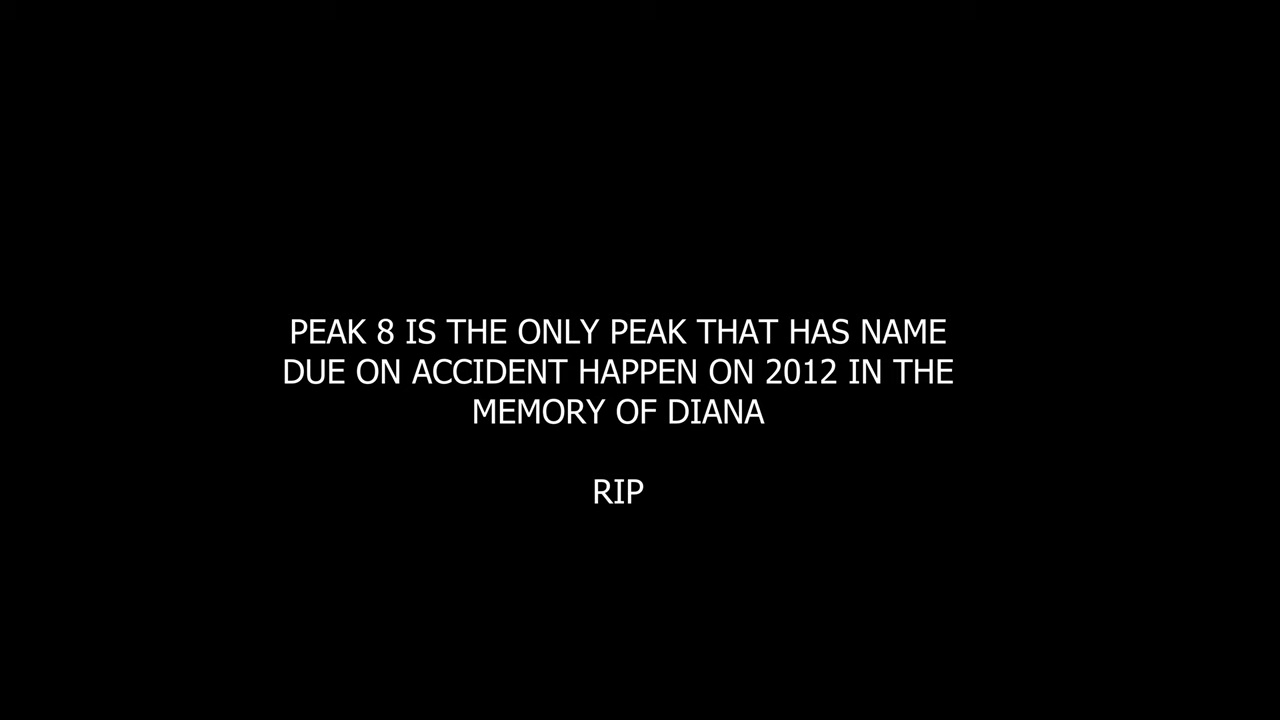 PEAK 8 IS THE ONLY PEAK THAT HAS NAME
DUE ON ACCIDENT HAPPEN ON 2012 IN THE
MEMORY OF DIANA
RIP